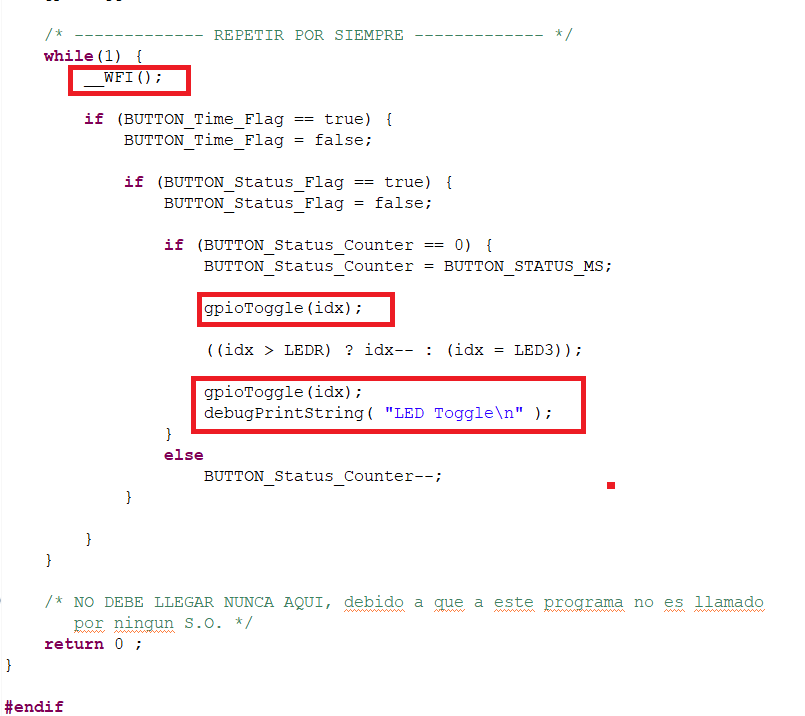 /* ------------- REPETIR POR SIEMPRE ------------- */
while(1) {
__WFI();
if (BUTTON_Time_Flag == true) {
BUTTON_Time_Flag = false;
if (BUTTON_Status_Flag == true) {
BUTTON_Status_Flag = false;
if (BUTTON_Status_Counter == 0) {
BUTTON_Status_Counter = BUTTON_STATUS_MS;
gpioToggle(idx);
((idx > LEDR) ? idx-- : (idx = LED3));
gpioToggle(idx);
debugPrintString( "LED Toggle\n" );
}
else
BUTTON_Status_Counter--;
}
}
}
/* NO DEBE LLEGAR NUNCA AQUI, debido a que a este programa no es llamado
por ningun S.O. */
return 0 ;
}
#endif